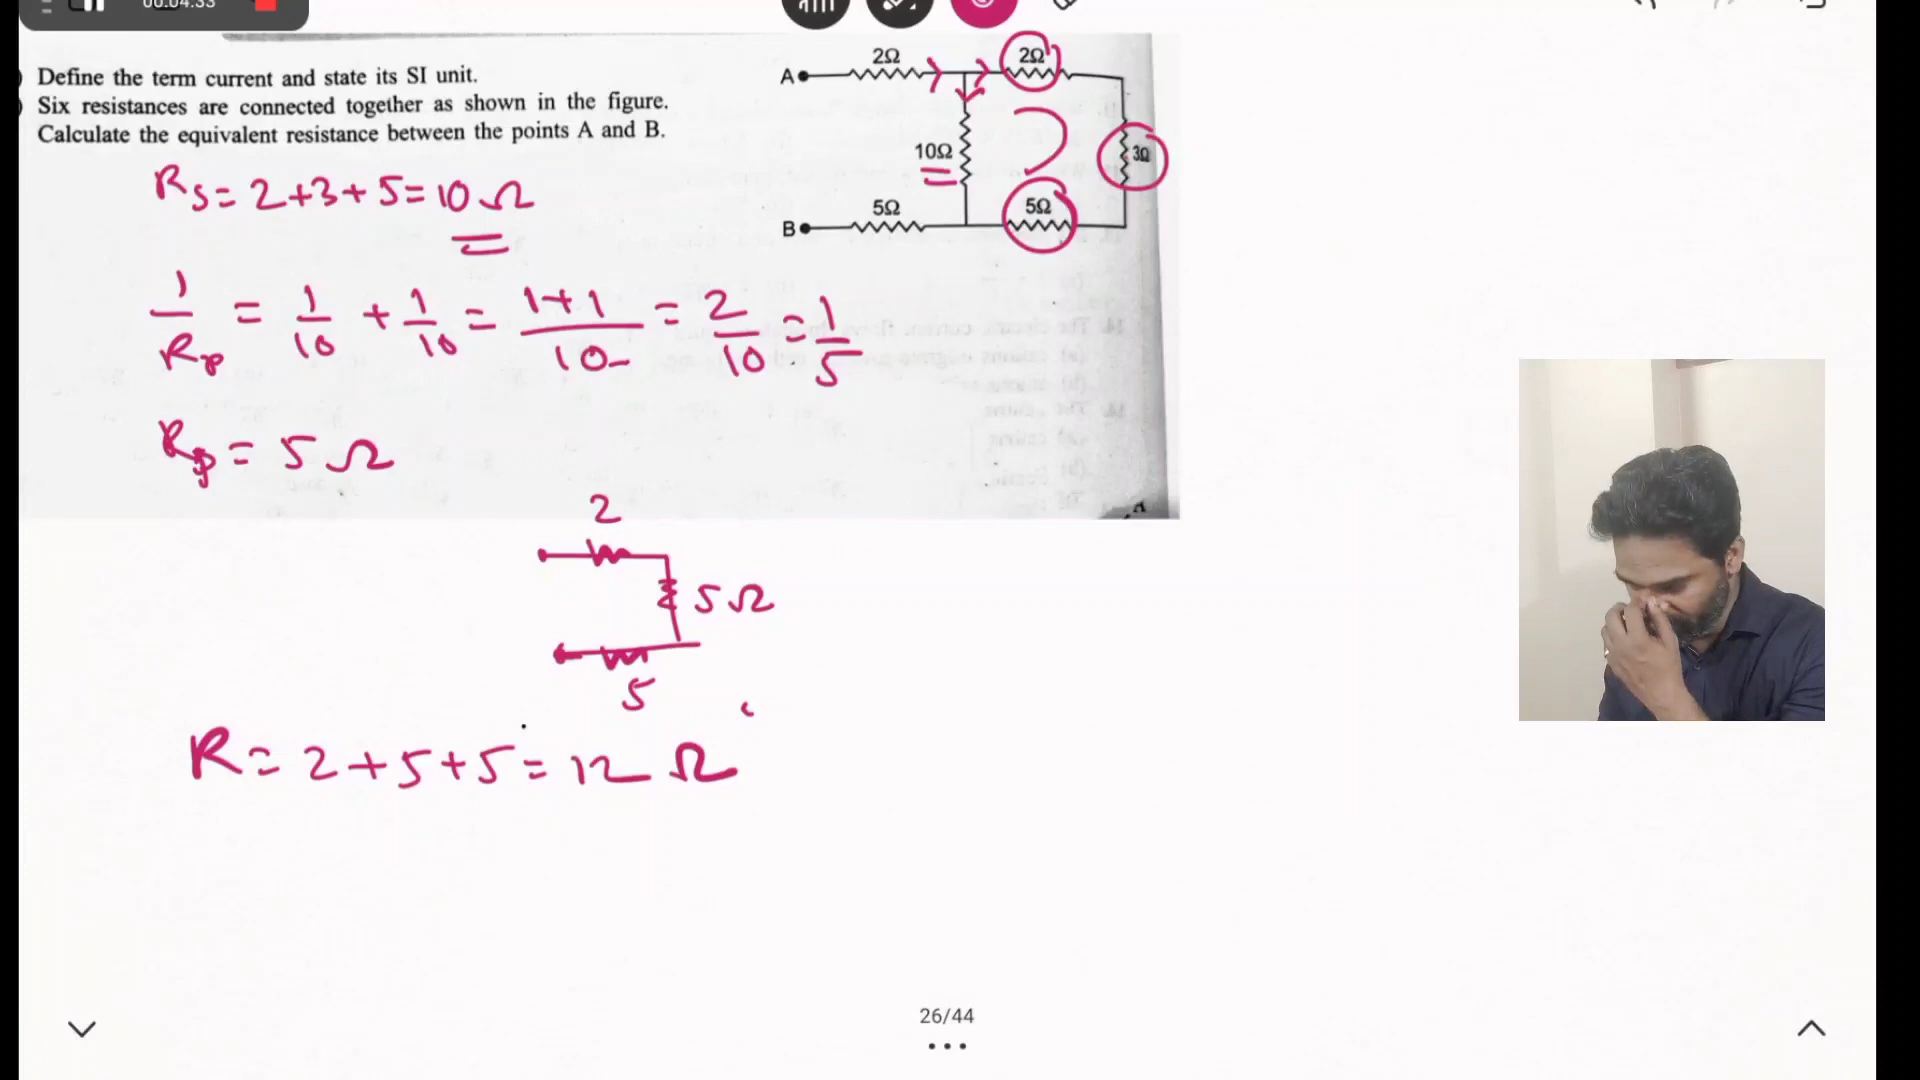 00:04:33
Define the term current and state its SI unit.
Six resistances are connected together as shown in the figure.
Calculate the equivalent resistance between the points A and B.
A
2Ω
2Ω
10Ω
3Ω
B
5Ω
5Ω
Rs = 2+3+5 = 10 Ω
1/Rp = 1/10 + 1/10 = 1+1/10 = 2/10 = 1/5
Rp = 5 Ω
2
5 Ω
5
R = 2+5+5 = 12 Ω
26/44